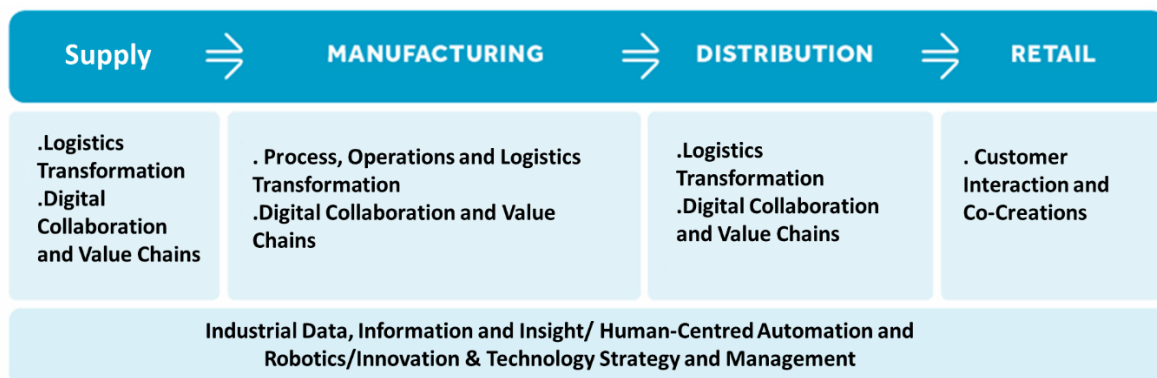 Supply
MANUFACTURING
DISTRIBUTION
RETAIL
.Logistics
Transformation
.Digital
Collaboration
and Value Chains
. Process, Operations and Logistics
Transformation
.Digital Collaboration and Value
Chains
.Logistics
Transformation
.Digital Collaboration
and Value Chains
. Customer
Interaction and
Co-Creations
Industrial Data, Information and Insight/ Human-Centred Automation and
Robotics/Innovation & Technology Strategy and Management